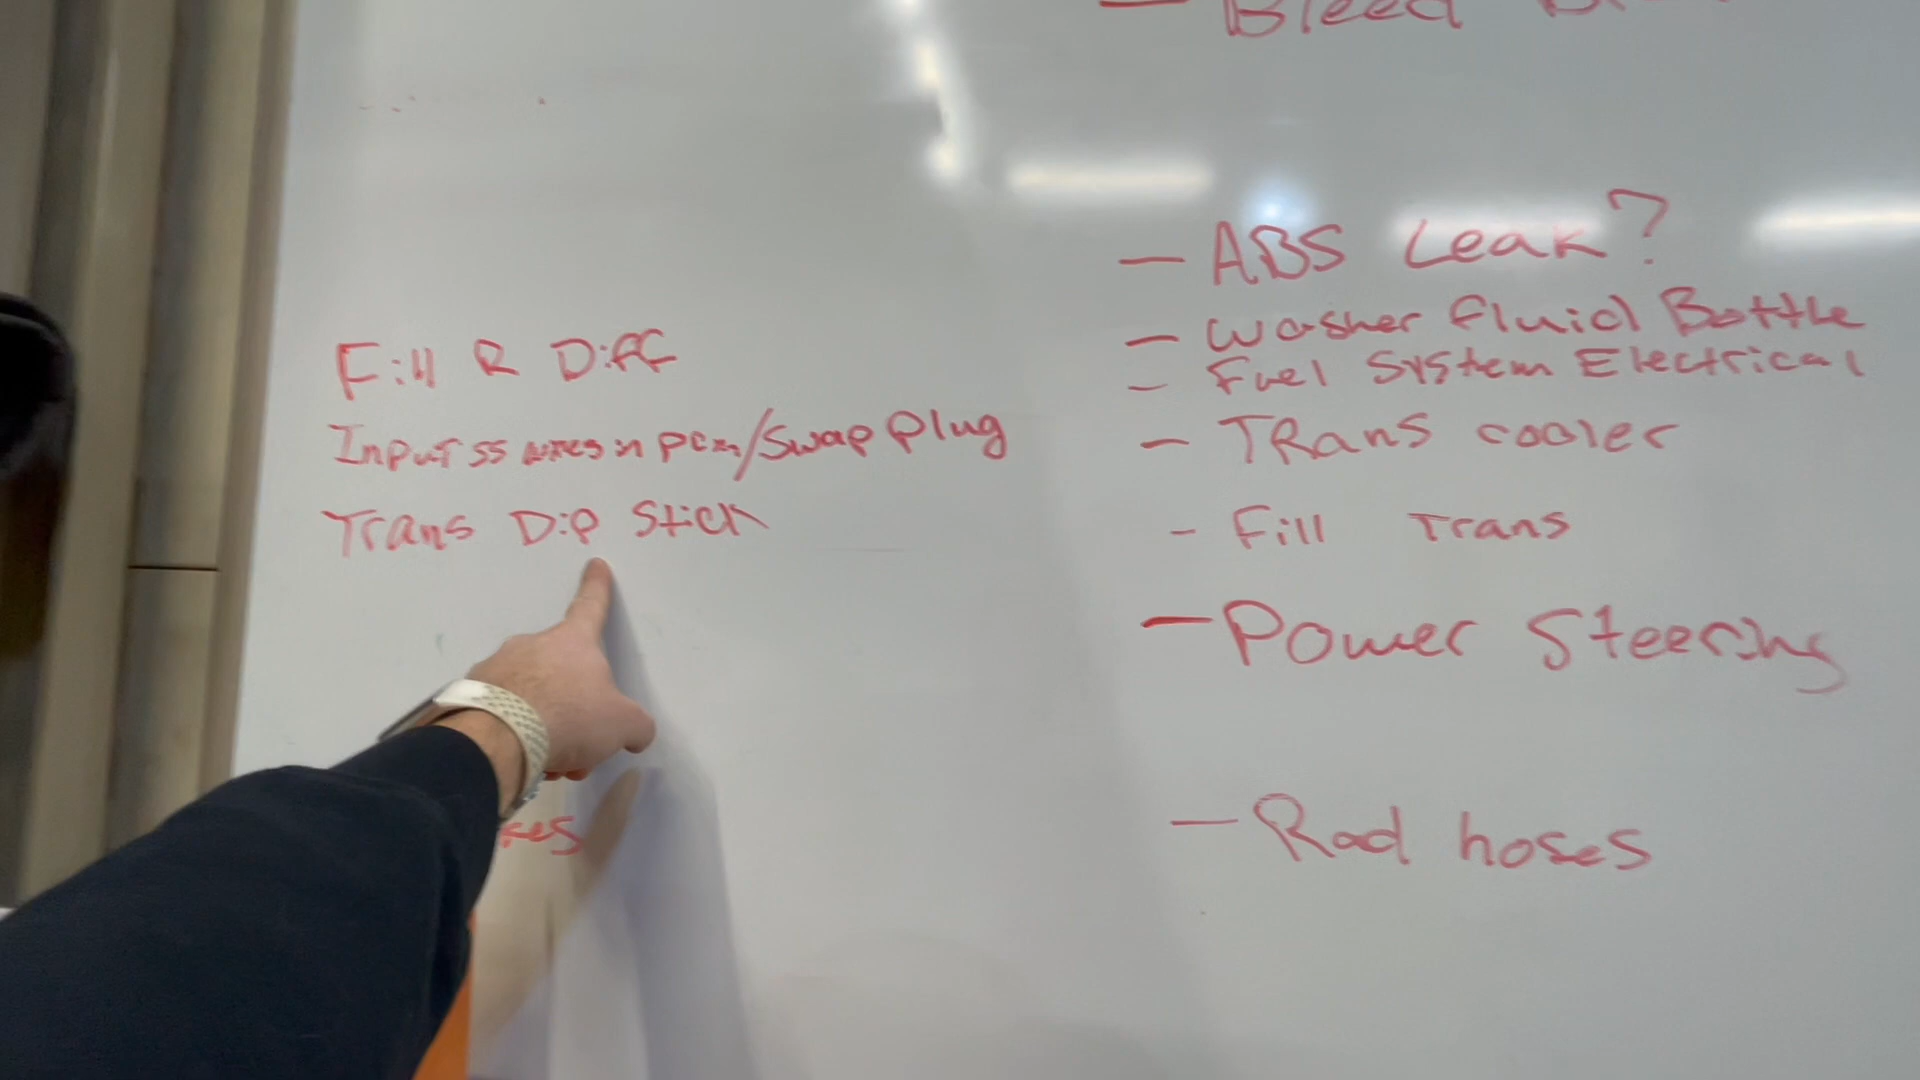 Fill R Diff
Input SS wires in pcm/Swap Plug
Trans Dip Stick
- Bleed
- ABS Leak?
- Washer Fluid Bottle
- Fuel System Electrical
- TRans cooler
- Fill Trans
- Power Steering
- Rad hoses